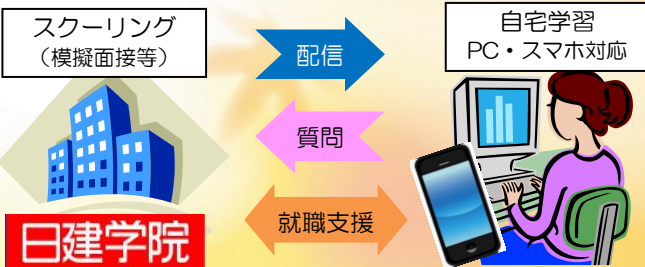 スクーリング
（模擬面接等）
配信
自宅学習
PC・スマホ対応
質問
就職支援
日建学院